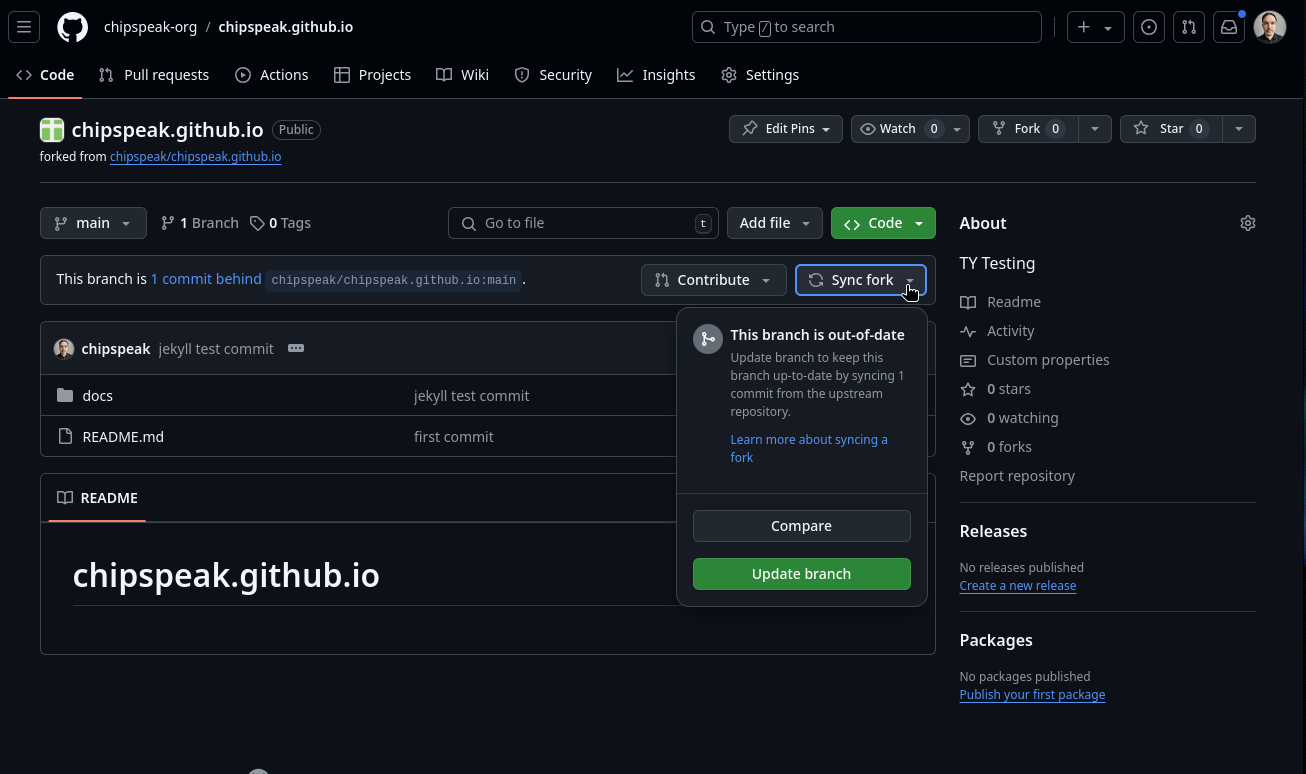 chipspeak-org / chipspeak.github.io
Type / to search
Code
Pull requests
Actions
Projects
Wiki
Security
Insights
Settings
chipspeak.github.io
Public
Edit Pins
Watch 0
Fork 0
Star 0
forked from chipspeak/chipspeak.github.io
main
1 Branch
0 Tags
Go to file
t
Add file
Code
This branch is 1 commit behind chipspeak/chipspeak.github.io:main .
Contribute
Sync fork
This branch is out-of-date
Update branch to keep this
branch up-to-date by syncing 1
commit from the upstream
repository.
Learn more about syncing a
fork
Compare
Update branch
chipspeak jekyll test commit
docs
jekyll test commit
README.md
first commit
README
chipspeak.github.io
About
TY Testing
Readme
Activity
Custom properties
0 stars
0 watching
0 forks
Report repository
Releases
No releases published
Create a new release
Packages
No packages published
Publish your first package